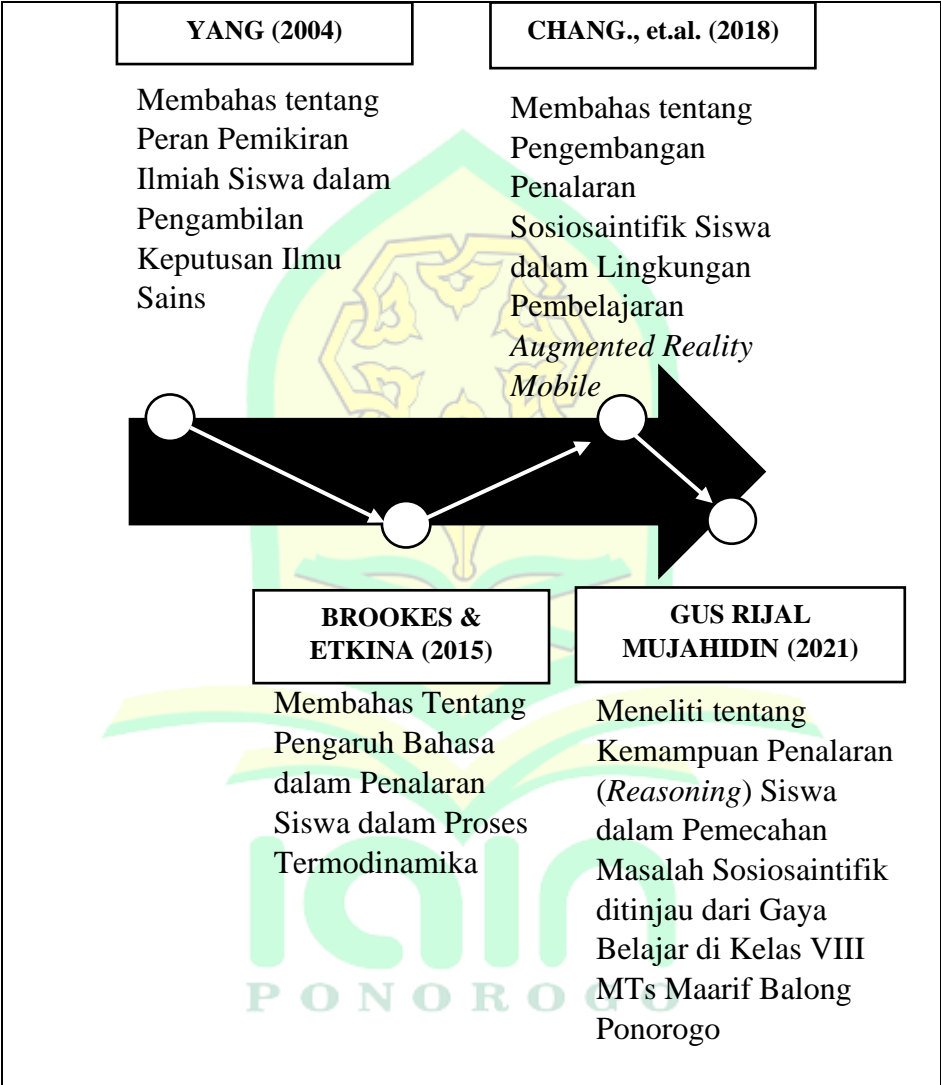 YANG (2004)
Membahas tentang
Peran Pemikiran
Ilmiah Siswa dalam
Pengambilan
Keputusan Ilmu
Sains
CHANG., et.al. (2018)
Membahas tentang
Pengembangan
Penalaran
Sosiosaintifik Siswa
dalam Lingkungan
Pembelajaran
Augmented Reality
Mobile
BROOKES &
ETKINA (2015)
Membahas Tentang
Pengaruh Bahasa
dalam Penalaran
Siswa dalam Proses
Termodinamika
GUS RIJAL
MUJAHIDIN (2021)
Meneliti tentang
Kemampuan Penalaran
(Reasoning) Siswa
dalam Pemecahan
Masalah Sosiosaintifik
ditinjau dari Gaya
Belajar di Kelas VIII
MTs Maarif Balong
Ponorogo
iain
PONOROGO